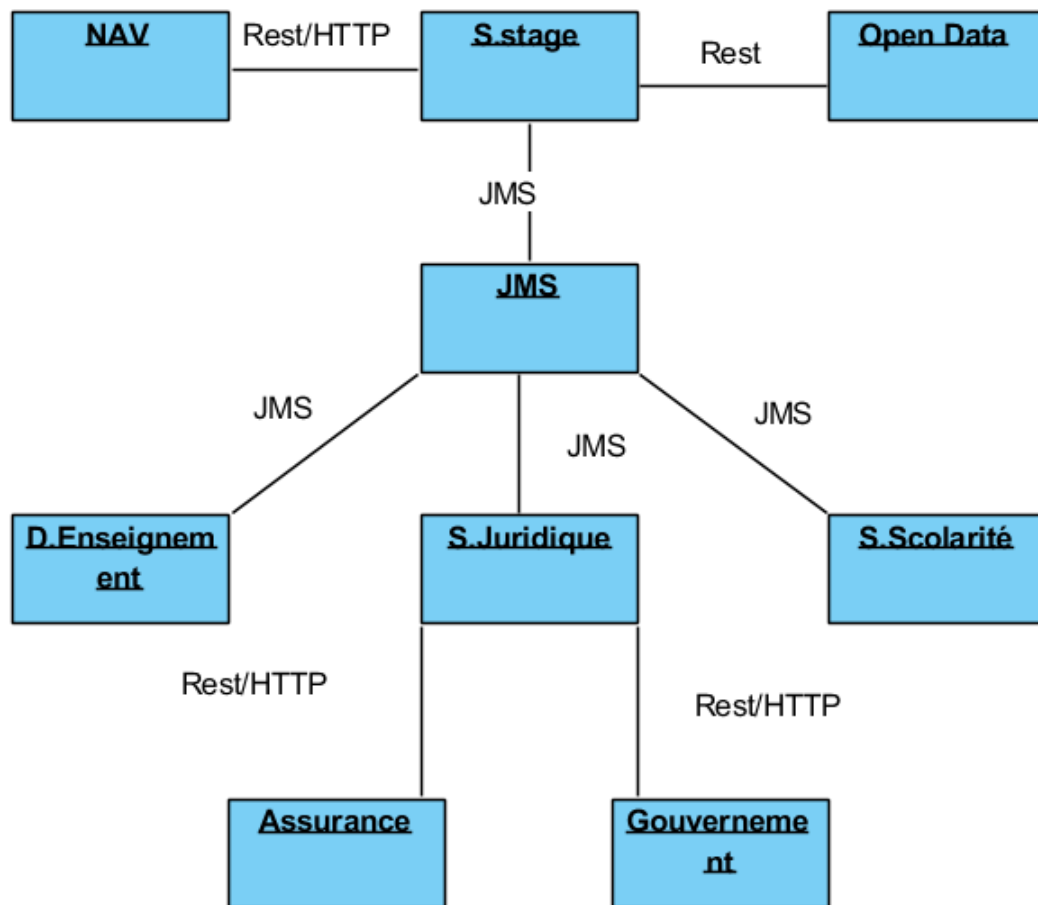 NAV
Rest/HTTP
S.stage
Rest
Open Data
JMS
JMS
JMS
JMS
JMS
D.Enseignem
ent
S.Juridique
S.Scolarité
Rest/HTTP
Rest/HTTP
Assurance
Gouverneme
nt